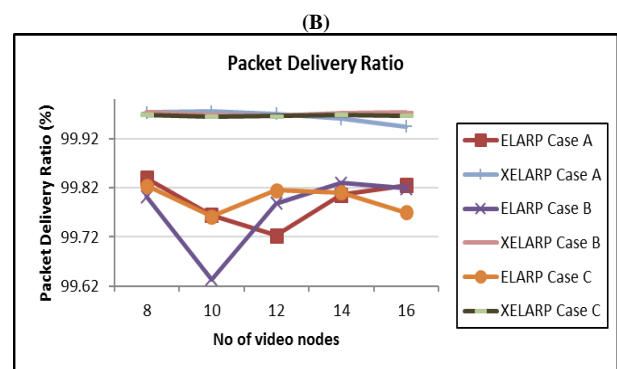 (B)
Packet Delivery Ratio
Packet Delivery Ratio (%)
99.92
99.82
99.72
99.62
8 10 12 14 16
No of video nodes
ELARP Case A
XELARP Case A
ELARP Case B
XELARP Case B
ELARP Case C
XELARP Case C